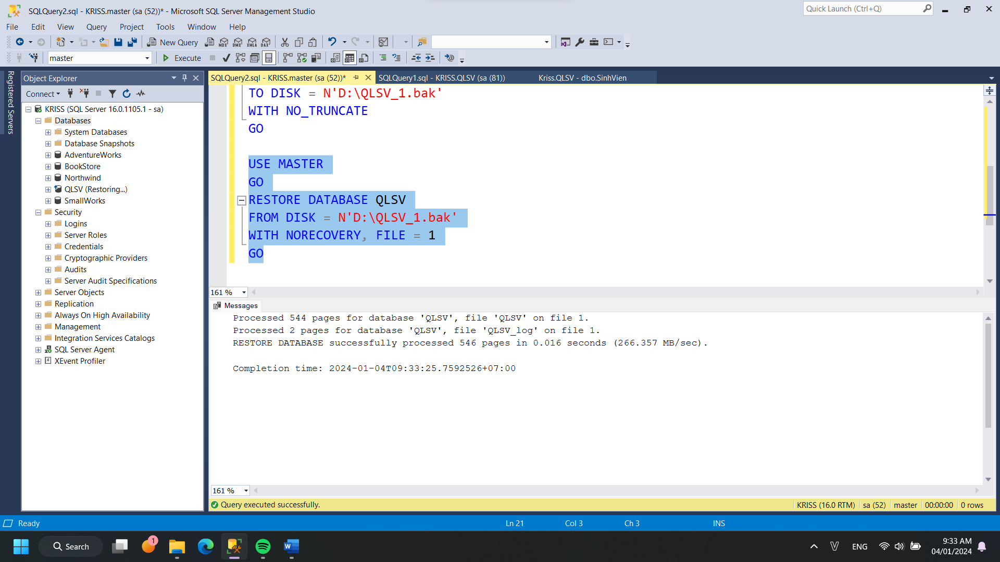 SQLQuery2.sql - KRISS.master (sa (52))* - Microsoft SQL Server Management Studio
Quick Launch (Ctrl+Q)
File Edit View Query Project Tools Window Help
New Query MDX DMX XMLA DAX
master Execute
Registered Servers
Object Explorer
Connect
KRISS (SQL Server 16.0.1105.1 - sa)
Databases
System Databases
Database Snapshots
AdventureWorks
BookStore
Northwind
QLSV (Restoring...)
SmallWorks
Security
Logins
Server Roles
Credentials
Cryptographic Providers
Audits
Server Audit Specifications
Server Objects
Replication
Always On High Availability
Management
Integration Services Catalogs
SQL Server Agent
XEvent Profiler
SQLQuery2.sql - KRISS.master (sa (52))* SQLQuery1.sql - KRISS.QLSV (sa (81)) Kriss.QLSV - dbo.SinhVien
TO DISK = N'D:\QLSV_1.bak'
WITH NO_TRUNCATE
GO
USE MASTER
GO
RESTORE DATABASE QLSV
FROM DISK = N'D:\QLSV_1.bak'
WITH NORECOVERY, FILE = 1
GO
161 %
Messages
Processed 544 pages for database 'QLSV', file 'QLSV' on file 1.
Processed 2 pages for database 'QLSV', file 'QLSV_log' on file 1.
RESTORE DATABASE successfully processed 546 pages in 0.016 seconds (266.357 MB/sec).
Completion time: 2024-01-04T09:33:25.7592526+07:00
161 %
Query executed successfully. KRISS (16.0 RTM) sa (52) master 00:00:00 0 rows
Ready Ln 21 Col 3 Ch 3 INS
Search 1 V ENG 9:33 AM
04/01/2024